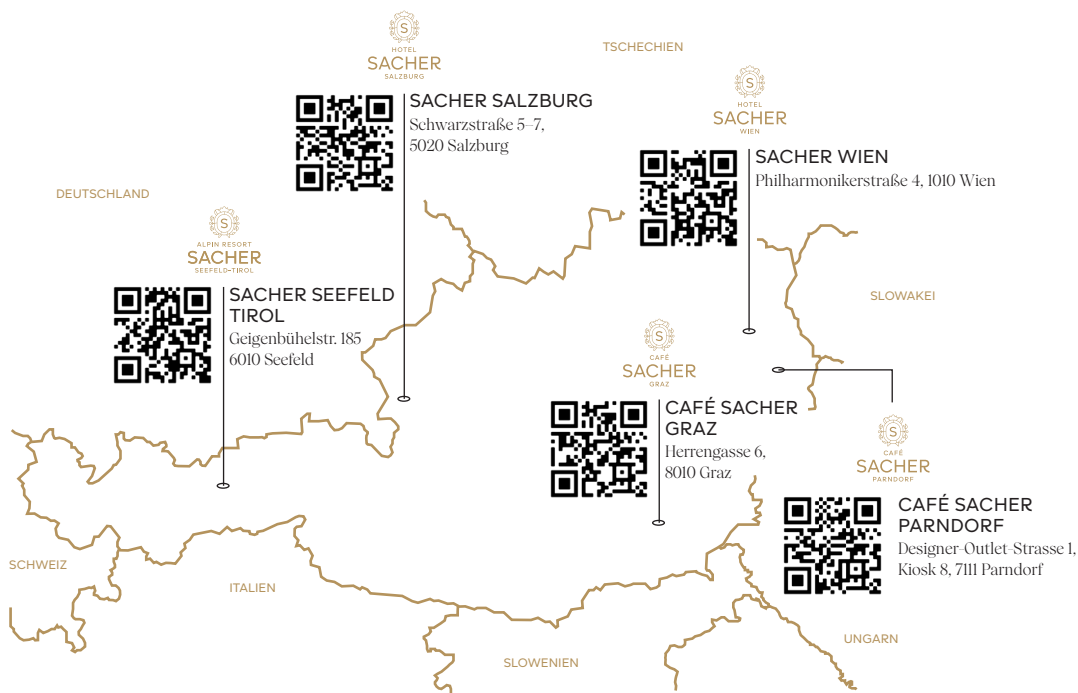 HOTEL
SACHER
SALZBURG
SACHER SALZBURG
Schwarzstraße 5–7,
5020 Salzburg
TSCHECHIEN
S
HOTEL
SACHER
WIEN
SACHER WIEN
Philharmonikerstraße 4, 1010 Wien
DEUTSCHLAND
S
ALPIN RESORT
SACHER
SEEFELD-TIROL
SACHER SEEFELD
TIROL
Geigenbühelstr. 185
6010 Seefeld
SLOWAKEI
S
CAFÉ
SACHER
GRAZ
CAFÉ SACHER
GRAZ
Herrengasse 6,
8010 Graz
S
CAFÉ
SACHER
PARNDORF
CAFÉ SACHER
PARNDORF
Designer-Outlet-Strasse 1,
Kiosk 8, 7111 Parndorf
SCHWEIZ
ITALIEN
SLOWENIEN
UNGARN
S